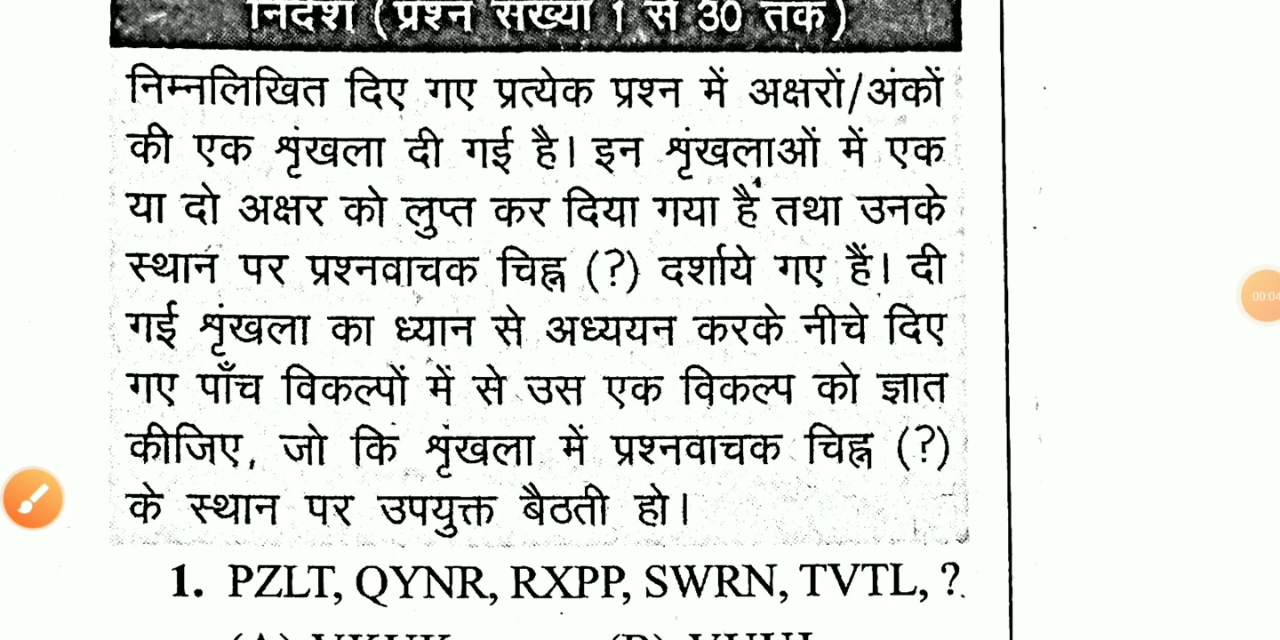 निर्देश (प्रश्न संख्या 1 से 30 तक)
निम्नलिखित दिए गए प्रत्येक प्रश्न में अक्षरों/अंकों
की एक शृंखला दी गई है। इन शृंखलाओं में एक
या दो अक्षर को लुप्त कर दिया गया है तथा उनके
स्थान पर प्रश्नवाचक चिह्न (?) दर्शाये गए हैं। दी
गई शृंखला का ध्यान से अध्ययन करके नीचे दिए
गए पाँच विकल्पों में से उस एक विकल्प को ज्ञात
कीजिए, जो कि शृंखला में प्रश्नवाचक चिह्न (?)
के स्थान पर उपयुक्त बैठती हो।
1. PZLT, QYNR, RXPP, SWRN, TVTL, ?
00:04